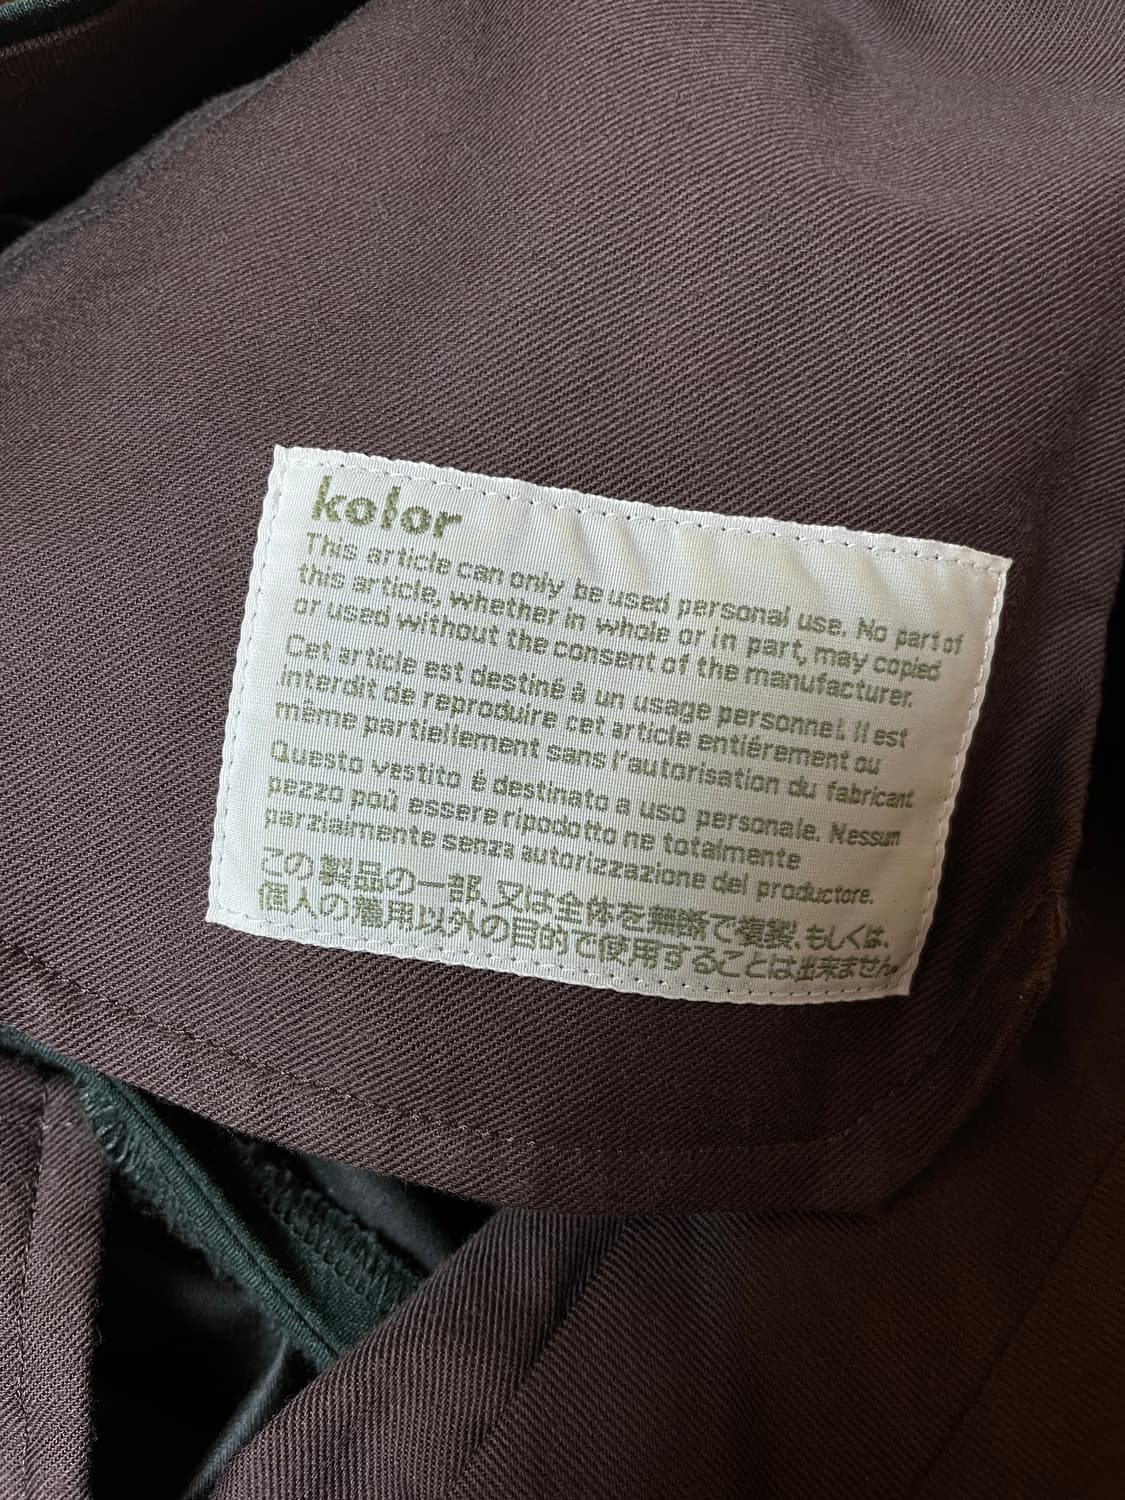 kolor
This article can only be used personal use. No part of
this article, whether in whole or in part, may copied
or used without the consent of the manufacturer.
Cet article est destiné à un usage personnel. Il est
interdit de reproduire cet article entiérement ou
même partiellement sans l'autorisation du fabricant
Questo vestito é destinato a uso personale. Nessun
pezzo poú essere ripodotto ne totalmente
parzialmente senza autorizzazione del productore.
この製品の一部、又は全体を無断で複製、もしくは、
個人の着用以外の目的で使用することは出来ません。